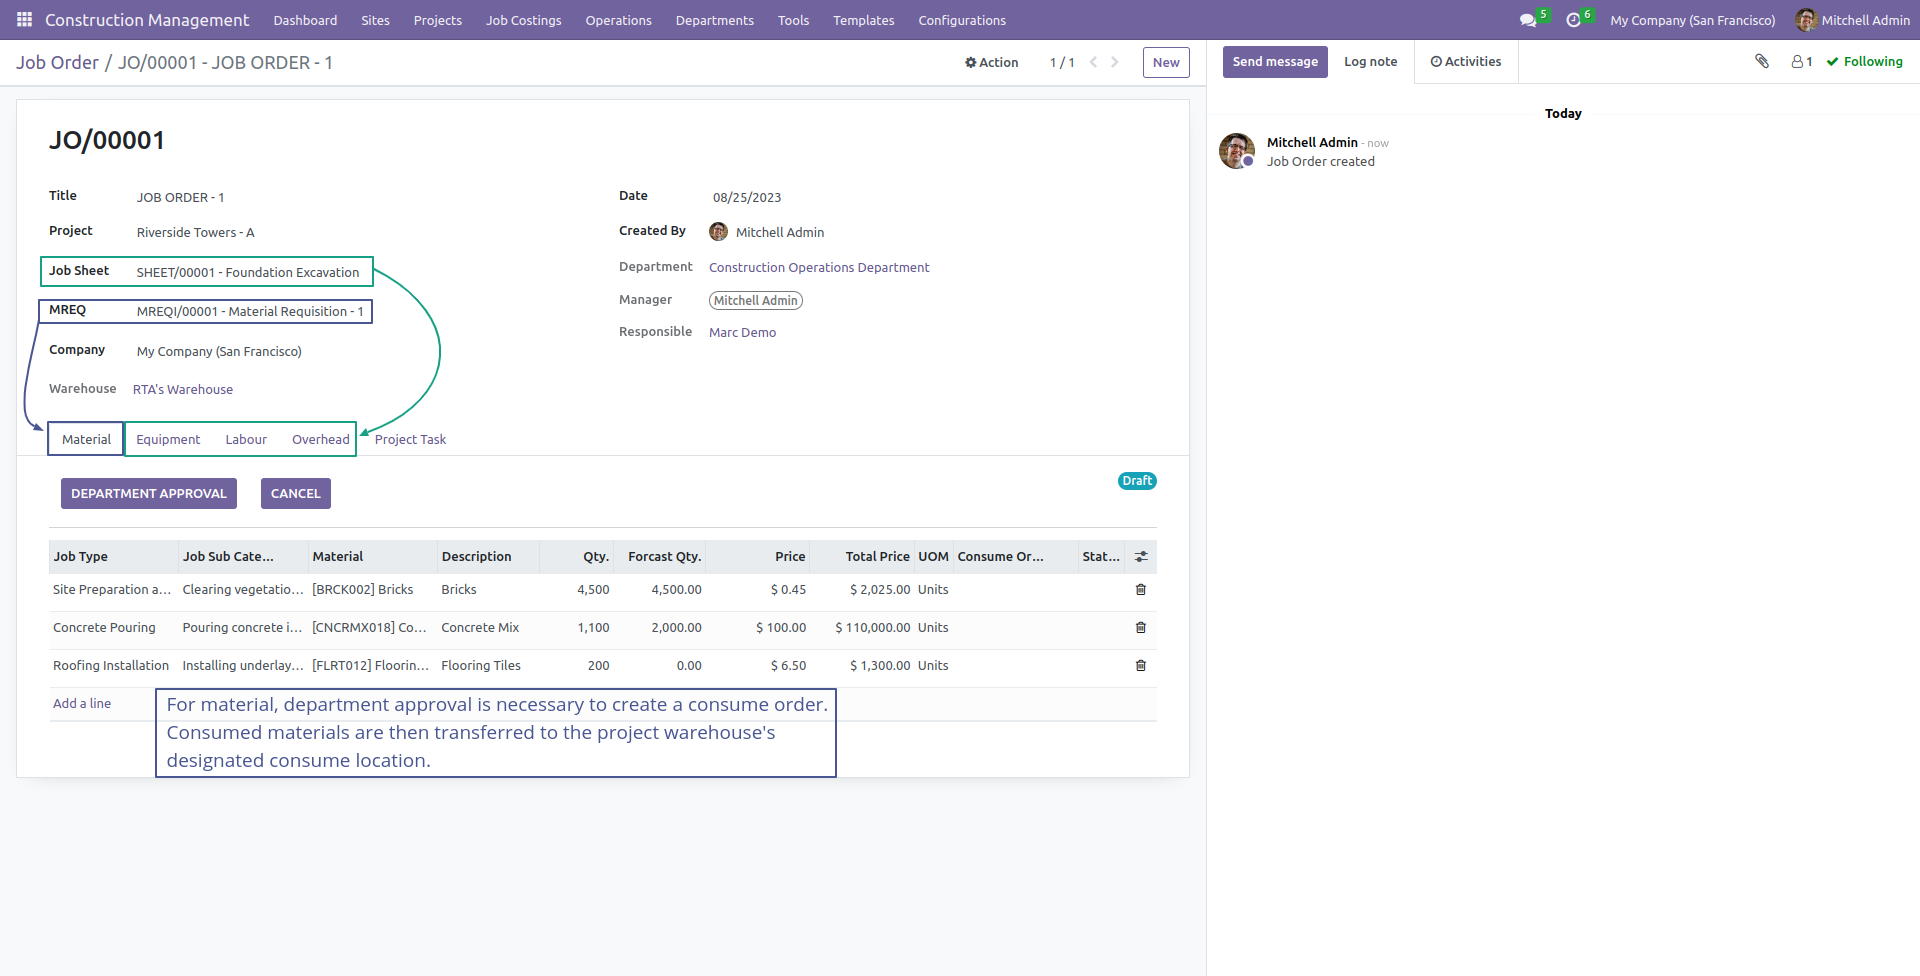 Construction Management Dashboard Sites Projects Job Costings Operations Departments Tools Templates Configurations 5 6 My Company (San Francisco) Mitchell Admin
Job Order / JO/00001 - JOB ORDER - 1 Action 1 / 1 New Send message Log note Activities 1 Following
Today
Mitchell Admin - now
Job Order created
JO/00001
Title JOB ORDER - 1 Date 08/25/2023
Project Riverside Towers - A Created By Mitchell Admin
Job Sheet SHEET/00001 - Foundation Excavation Department Construction Operations Department
MREQ MREQI/00001 - Material Requisition - 1 Manager Mitchell Admin
Company My Company (San Francisco) Responsible Marc Demo
Warehouse RTA's Warehouse
Material Equipment Labour Overhead Project Task
DEPARTMENT APPROVAL CANCEL Draft
Job Type Job Sub Cate... Material Description Qty. Forcast Qty. Price Total Price UOM Consume Or... Stat...
Site Preparation a... Clearing vegetatio... [BRCK002] Bricks Bricks 4,500 4,500.00 $ 0.45 $ 2,025.00 Units
Concrete Pouring Pouring concrete i... [CNCRMX018] Co... Concrete Mix 1,100 2,000.00 $ 100.00 $ 110,000.00 Units
Roofing Installation Installing underlay... [FLRT012] Floorin... Flooring Tiles 200 0.00 $ 6.50 $ 1,300.00 Units
Add a line
For material, department approval is necessary to create a consume order.
Consumed materials are then transferred to the project warehouse's
designated consume location.